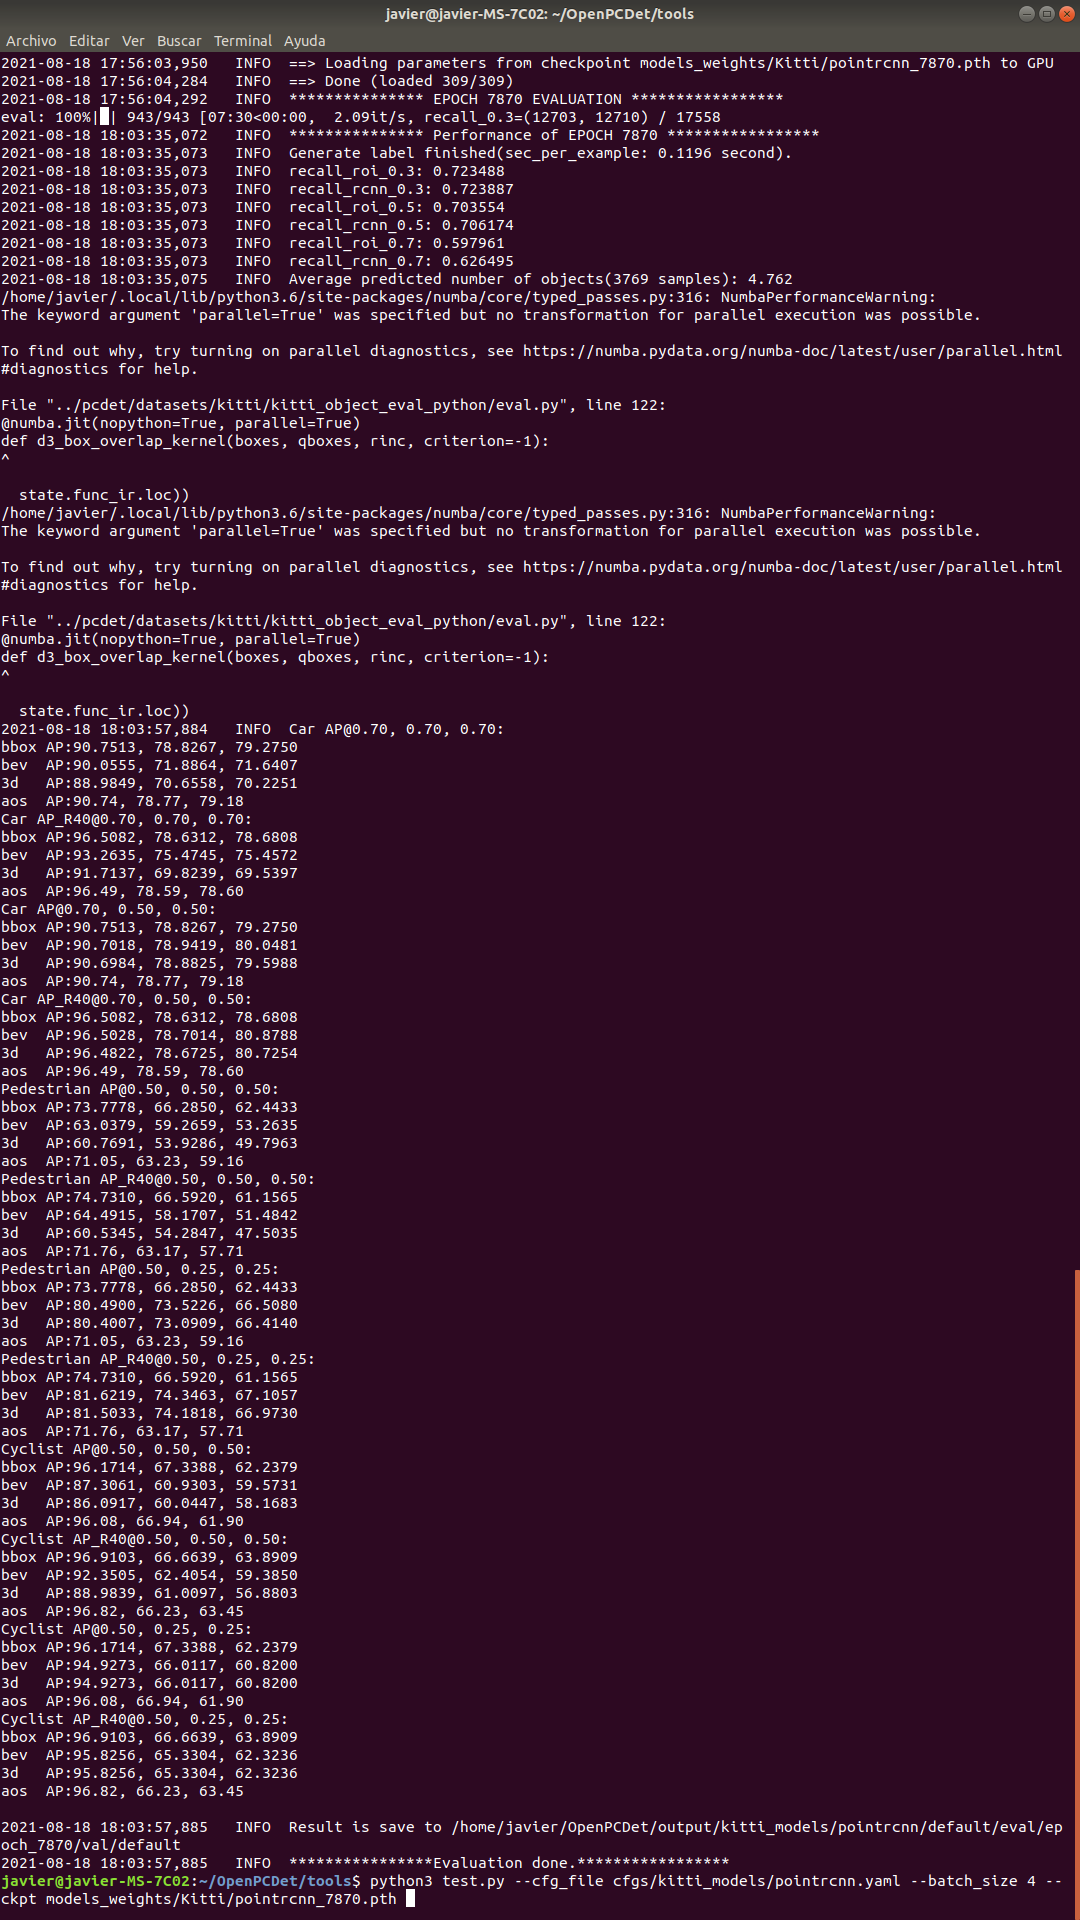 javier@javier-MS-7C02: ~/OpenPCDet/tools
Archivo Editar Ver Buscar Terminal Ayuda
2021-08-18 17:56:03,950   INFO  ==> Loading parameters from checkpoint models_weights/Kitti/pointrcnn_7870.pth to GPU
2021-08-18 17:56:04,284   INFO  ==> Done (loaded 309/309)
2021-08-18 17:56:04,292   INFO  *************** EPOCH 7870 EVALUATION *****************
eval: 100%|█| 943/943 [07:30<00:00,  2.09it/s, recall_0.3=(12703, 12710) / 17558
2021-08-18 18:03:35,072   INFO  *************** Performance of EPOCH 7870 *****************
2021-08-18 18:03:35,073   INFO  Generate label finished(sec_per_example: 0.1196 second).
2021-08-18 18:03:35,073   INFO  recall_roi_0.3: 0.723488
2021-08-18 18:03:35,073   INFO  recall_rcnn_0.3: 0.723887
2021-08-18 18:03:35,073   INFO  recall_roi_0.5: 0.703554
2021-08-18 18:03:35,073   INFO  recall_rcnn_0.5: 0.706174
2021-08-18 18:03:35,073   INFO  recall_roi_0.7: 0.597961
2021-08-18 18:03:35,073   INFO  recall_rcnn_0.7: 0.626495
2021-08-18 18:03:35,075   INFO  Average predicted number of objects(3769 samples): 4.762
/home/javier/.local/lib/python3.6/site-packages/numba/core/typed_passes.py:316: NumbaPerformanceWarning:
The keyword argument 'parallel=True' was specified but no transformation for parallel execution was possible.

To find out why, try turning on parallel diagnostics, see https://numba.pydata.org/numba-doc/latest/user/parallel.html
#diagnostics for help.

File "../pcdet/datasets/kitti/kitti_object_eval_python/eval.py", line 122:
@numba.jit(nopython=True, parallel=True)
def d3_box_overlap_kernel(boxes, qboxes, rinc, criterion=-1):
^

  state.func_ir.loc))
/home/javier/.local/lib/python3.6/site-packages/numba/core/typed_passes.py:316: NumbaPerformanceWarning:
The keyword argument 'parallel=True' was specified but no transformation for parallel execution was possible.

To find out why, try turning on parallel diagnostics, see https://numba.pydata.org/numba-doc/latest/user/parallel.html
#diagnostics for help.

File "../pcdet/datasets/kitti/kitti_object_eval_python/eval.py", line 122:
@numba.jit(nopython=True, parallel=True)
def d3_box_overlap_kernel(boxes, qboxes, rinc, criterion=-1):
^

  state.func_ir.loc))
2021-08-18 18:03:57,884   INFO  Car AP@0.70, 0.70, 0.70:
bbox AP:90.7513, 78.8267, 79.2750
bev  AP:90.0555, 71.8864, 71.6407
3d   AP:88.9849, 70.6558, 70.2251
aos  AP:90.74, 78.77, 79.18
Car AP_R40@0.70, 0.70, 0.70:
bbox AP:96.5082, 78.6312, 78.6808
bev  AP:93.2635, 75.4745, 75.4572
3d   AP:91.7137, 69.8239, 69.5397
aos  AP:96.49, 78.59, 78.60
Car AP@0.70, 0.50, 0.50:
bbox AP:90.7513, 78.8267, 79.2750
bev  AP:90.7018, 78.9419, 80.0481
3d   AP:90.6984, 78.8825, 79.5988
aos  AP:90.74, 78.77, 79.18
Car AP_R40@0.70, 0.50, 0.50:
bbox AP:96.5082, 78.6312, 78.6808
bev  AP:96.5028, 78.7014, 80.8788
3d   AP:96.4822, 78.6725, 80.7254
aos  AP:96.49, 78.59, 78.60
Pedestrian AP@0.50, 0.50, 0.50:
bbox AP:73.7778, 66.2850, 62.4433
bev  AP:63.0379, 59.2659, 53.2635
3d   AP:60.7691, 53.9286, 49.7963
aos  AP:71.05, 63.23, 59.16
Pedestrian AP_R40@0.50, 0.50, 0.50:
bbox AP:74.7310, 66.5920, 61.1565
bev  AP:64.4915, 58.1707, 51.4842
3d   AP:60.5345, 54.2847, 47.5035
aos  AP:71.76, 63.17, 57.71
Pedestrian AP@0.50, 0.25, 0.25:
bbox AP:73.7778, 66.2850, 62.4433
bev  AP:80.4900, 73.5226, 66.5080
3d   AP:80.4007, 73.0909, 66.4140
aos  AP:71.05, 63.23, 59.16
Pedestrian AP_R40@0.50, 0.25, 0.25:
bbox AP:74.7310, 66.5920, 61.1565
bev  AP:81.6219, 74.3463, 67.1057
3d   AP:81.5033, 74.1818, 66.9730
aos  AP:71.76, 63.17, 57.71
Cyclist AP@0.50, 0.50, 0.50:
bbox AP:96.1714, 67.3388, 62.2379
bev  AP:87.3061, 60.9303, 59.5731
3d   AP:86.0917, 60.0447, 58.1683
aos  AP:96.08, 66.94, 61.90
Cyclist AP_R40@0.50, 0.50, 0.50:
bbox AP:96.9103, 66.6639, 63.8909
bev  AP:92.3505, 62.4054, 59.3850
3d   AP:88.9839, 61.0097, 56.8803
aos  AP:96.82, 66.23, 63.45
Cyclist AP@0.50, 0.25, 0.25:
bbox AP:96.1714, 67.3388, 62.2379
bev  AP:94.9273, 66.0117, 60.8200
3d   AP:94.9273, 66.0117, 60.8200
aos  AP:96.08, 66.94, 61.90
Cyclist AP_R40@0.50, 0.25, 0.25:
bbox AP:96.9103, 66.6639, 63.8909
bev  AP:95.8256, 65.3304, 62.3236
3d   AP:95.8256, 65.3304, 62.3236
aos  AP:96.82, 66.23, 63.45

2021-08-18 18:03:57,885   INFO  Result is save to /home/javier/OpenPCDet/output/kitti_models/pointrcnn/default/eval/ep
och_7870/val/default
2021-08-18 18:03:57,885   INFO  ****************Evaluation done.*****************
javier@javier-MS-7C02:~/OpenPCDet/tools$ python3 test.py --cfg_file cfgs/kitti_models/pointrcnn.yaml --batch_size 4 --
ckpt models_weights/Kitti/pointrcnn_7870.pth